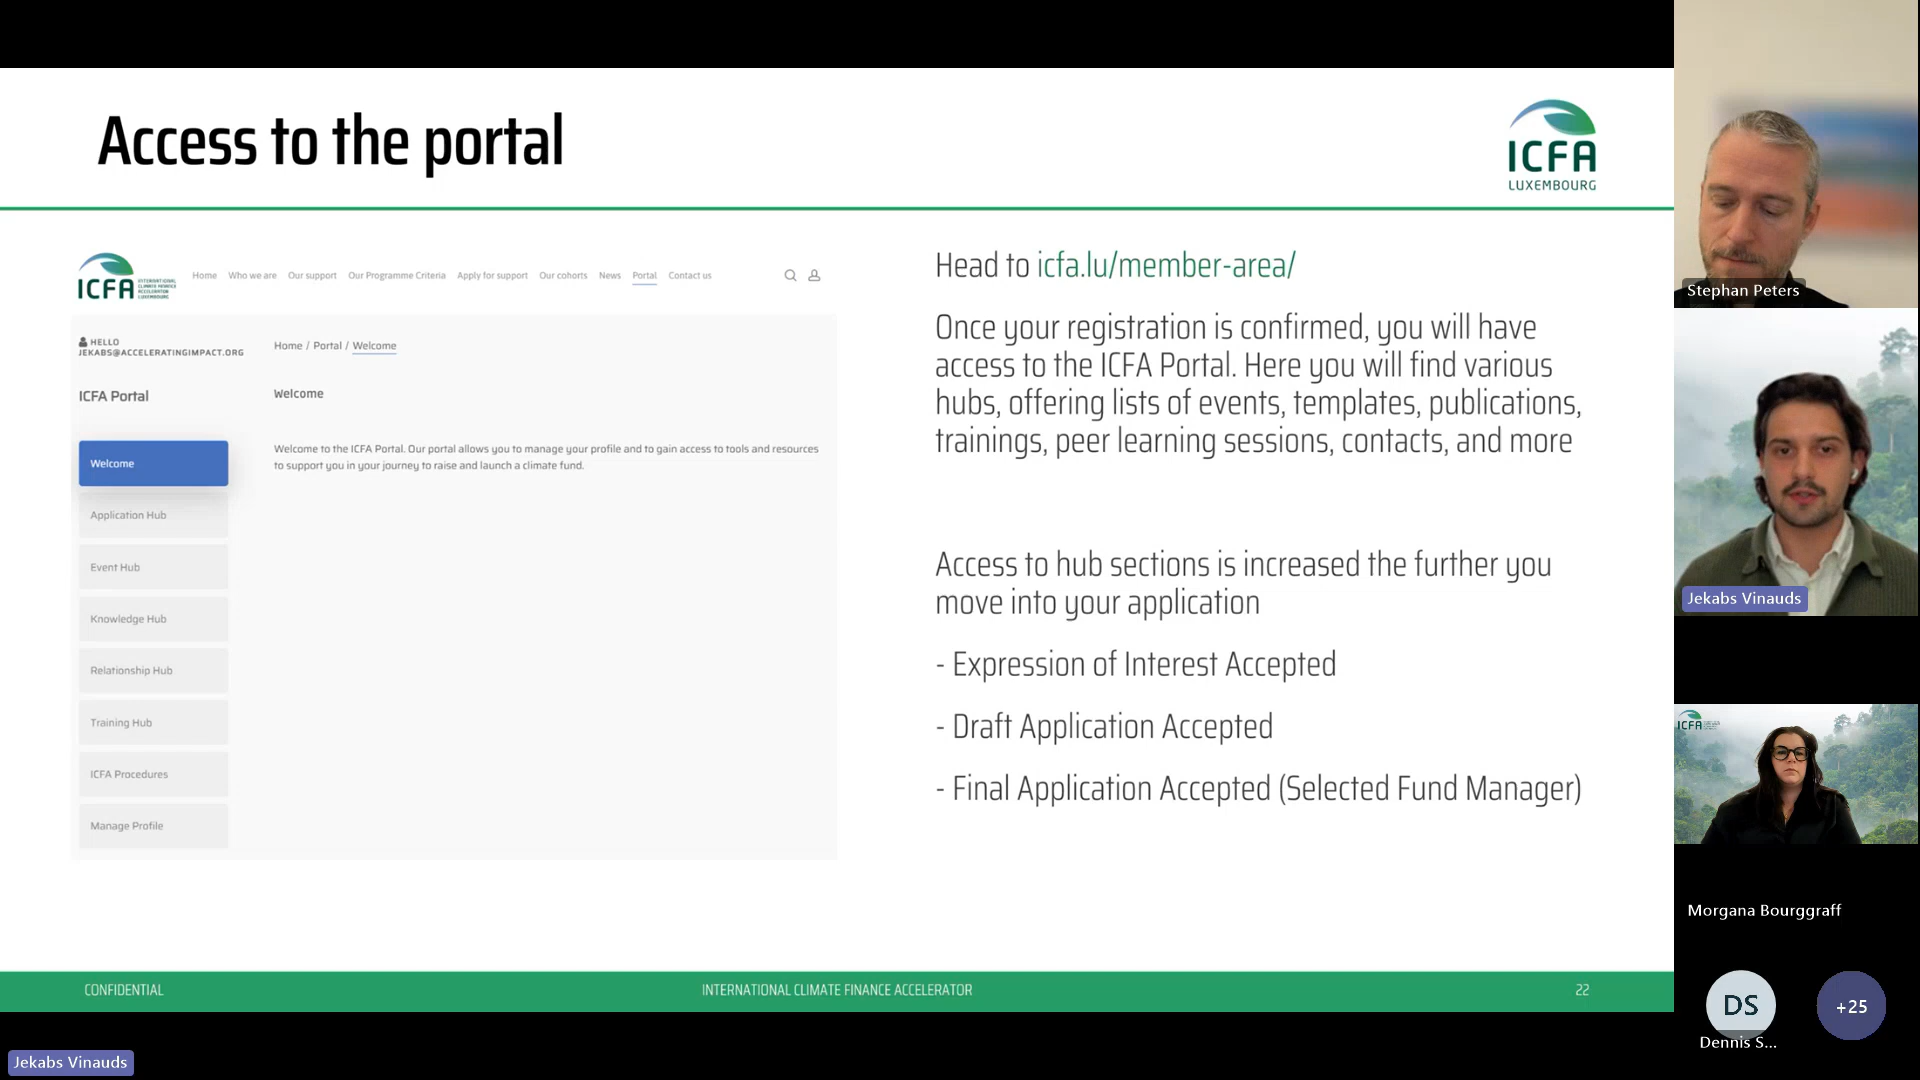 Access to the portal
ICFA
LUXEMBOURG
ICFA
INTERNATIONAL
CLIMATE FINANCE
ACCELERATOR
LUXEMBOURG
Home Who we are Our support Our Programme Criteria Apply for support Our cohorts News Portal Contact us
HELLO
JEKABS@ACCELERATINGIMPACT.ORG
ICFA Portal
Welcome
Application Hub
Event Hub
Knowledge Hub
Relationship Hub
Training Hub
ICFA Procedures
Manage Profile
Home / Portal / Welcome
Welcome
Welcome to the ICFA Portal. Our portal allows you to manage your profile and to gain access to tools and resources
to support you in your journey to raise and launch a climate fund.
Head to icfa.lu/member-area/
Once your registration is confirmed, you will have
access to the ICFA Portal. Here you will find various
hubs, offering lists of events, templates, publications,
trainings, peer learning sessions, contacts, and more
Access to hub sections is increased the further you
move into your application
- Expression of Interest Accepted
- Draft Application Accepted
- Final Application Accepted (Selected Fund Manager)
CONFIDENTIAL
INTERNATIONAL CLIMATE FINANCE ACCELERATOR
22
Jekabs Vinauds
Stephan Peters
Jekabs Vinauds
ICFA
Morgana Bourggraff
DS
Dennis S...
+25